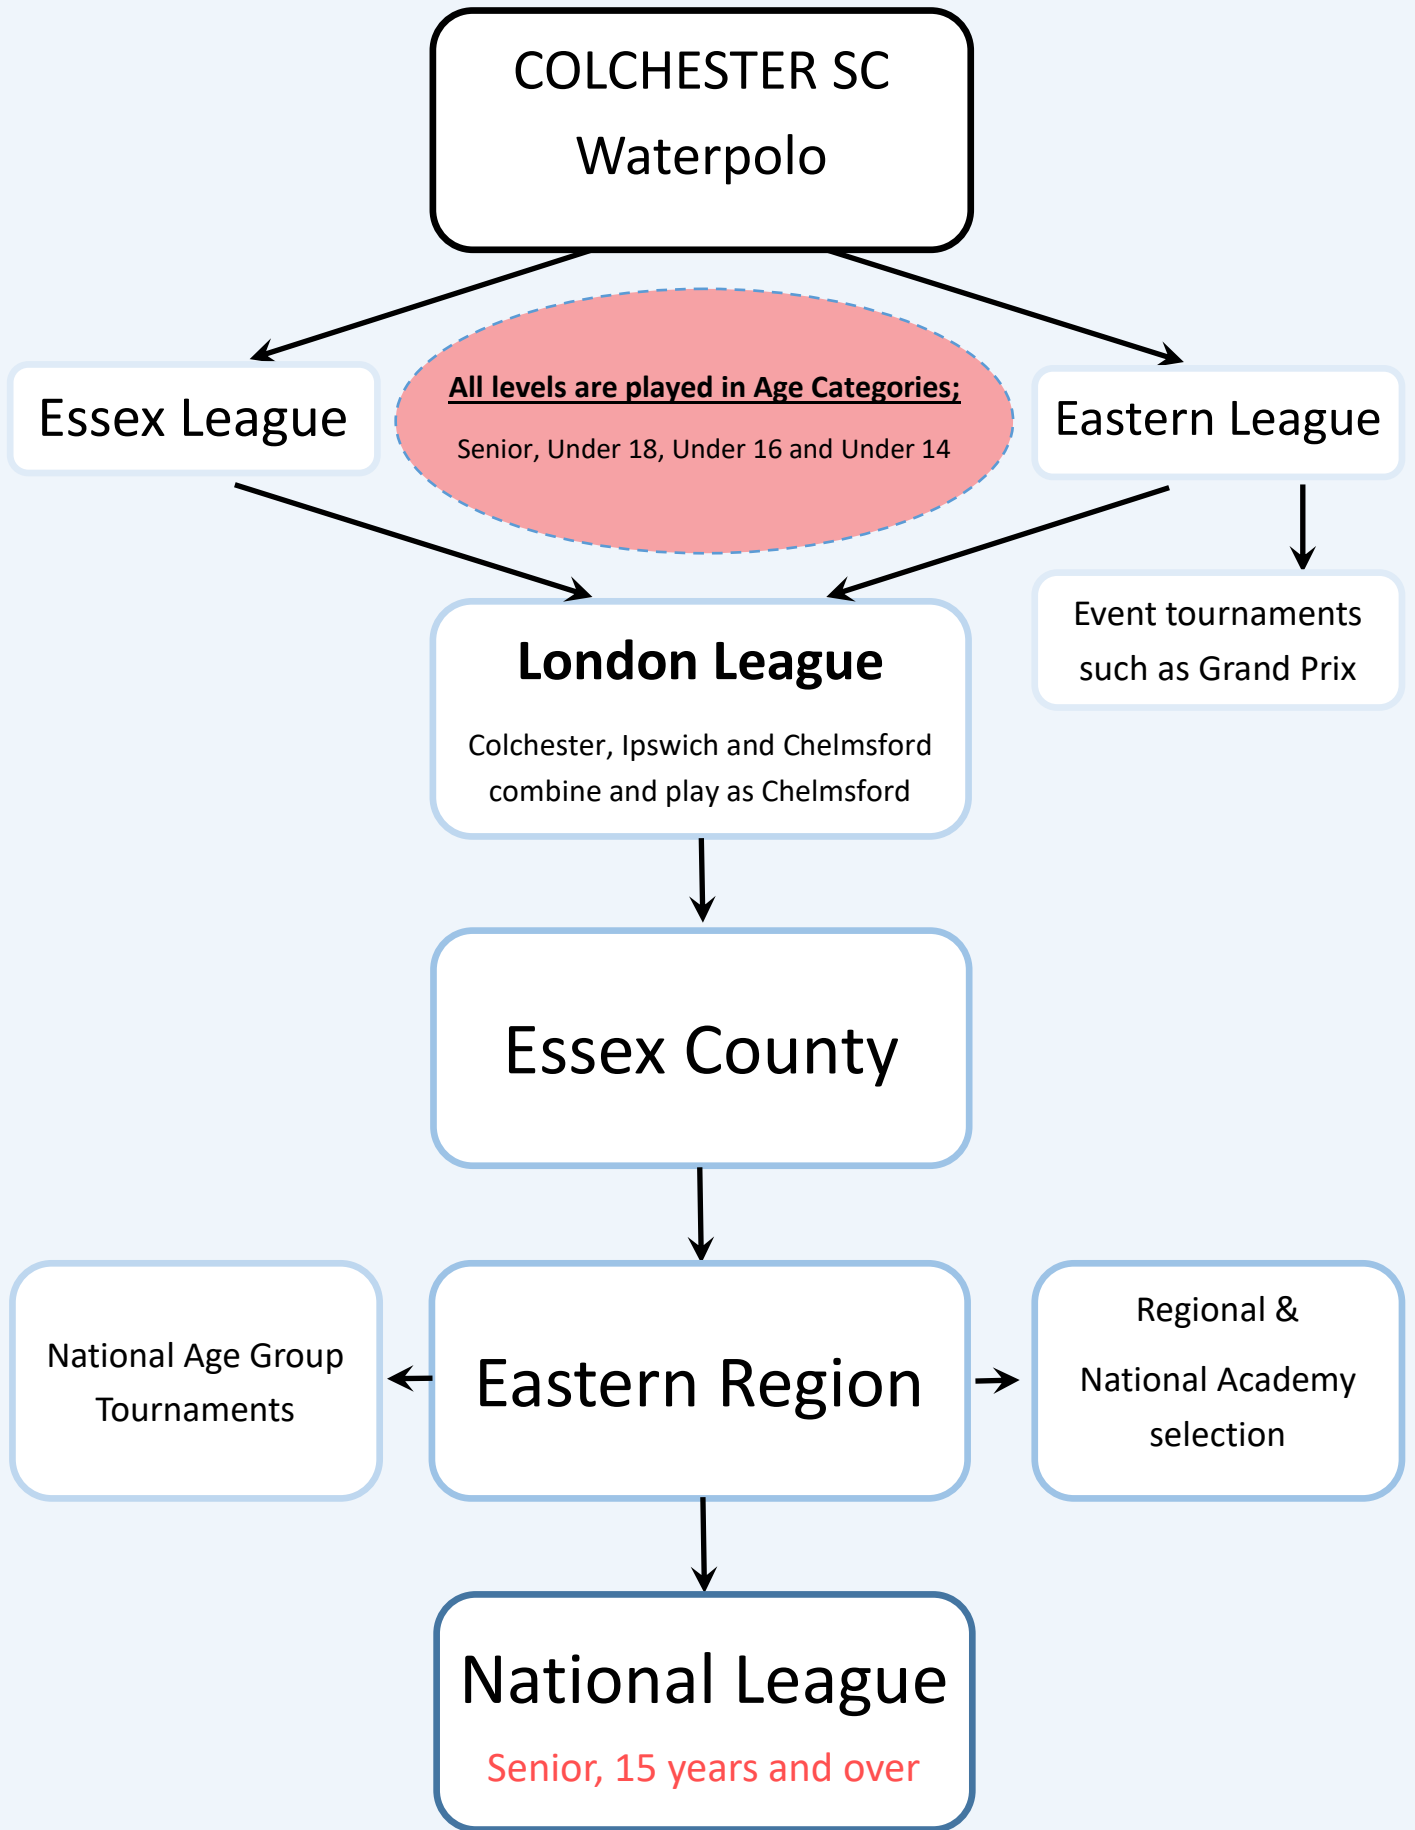 COLCHESTER SC
Waterpolo
All levels are played in Age Categories;
Senior, Under 18, Under 16 and Under 14
Essex League
Eastern League
Event tournaments
such as Grand Prix
London League
Colchester, Ipswich and Chelmsford
combine and play as Chelmsford
Essex County
National Age Group
Tournaments
Eastern Region
Regional &
National Academy
selection
National League
Senior, 15 years and over